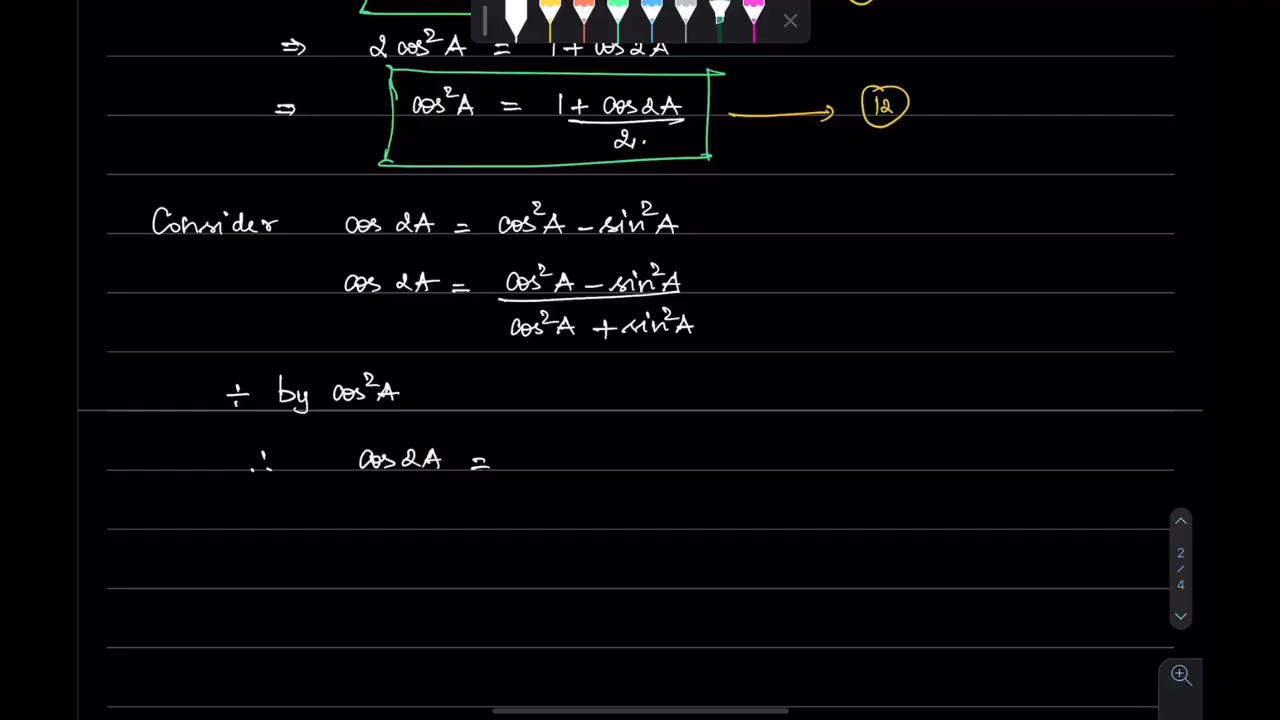 ⇒ 2 cos²A = 1 + cos 2A
⇒ cos²A = (1 + cos 2A)/2. → 12
Consider cos 2A = cos²A - sin²A
cos 2A = (cos²A - sin²A)/(cos²A + sin²A)
÷ by cos²A
∴ cos 2A =
2 / 4